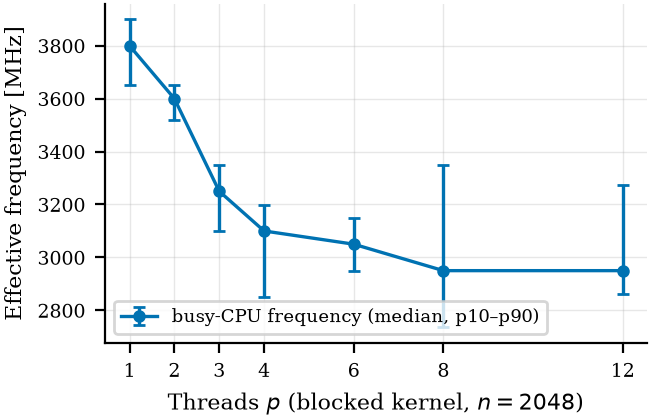 Effective frequency [MHz]
3800
3600
3400
3200
3000
2800
busy-CPU frequency (median, p10–p90)
1 2 3 4 6 8 12
Threads p (blocked kernel, n = 2048)